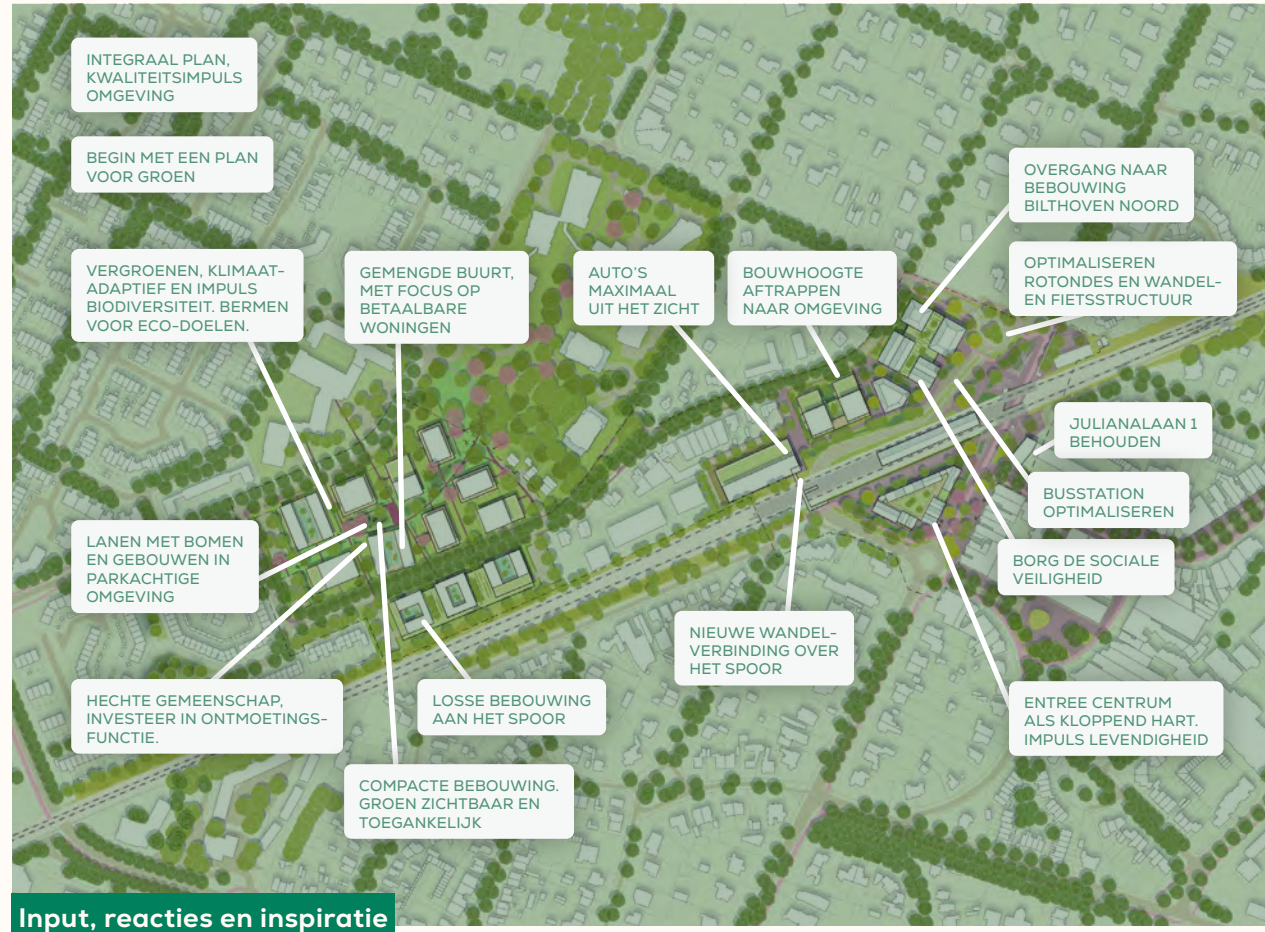 INTEGRAAL PLAN,
KWALITEITSIMPULS
OMGEVING
BEGIN MET EEN PLAN
VOOR GROEN
VERGROENEN, KLIMAAT-
ADAPTIEF EN IMPULS
BIODIVERSITEIT. BERMEN
VOOR ECO-DOELEN.
GEMENGDE BUURT,
MET FOCUS OP
BETAALBARE
WONINGEN
AUTO'S
MAXIMAAL
UIT HET ZICHT
BOUWHOOGTE
AFTRAPPEN
NAAR OMGEVING
OVERGANG NAAR
BEBOUWING
BILTHOVEN NOORD
OPTIMALISEREN
ROTONDES EN WANDEL-
EN FIETSSTRUCTUUR
JULIANALAAN 1
BEHOUDEN
BUSSTATION
OPTIMALISEREN
BORG DE SOCIALE
VEILIGHEID
LANEN MET BOMEN
EN GEBOUWEN IN
PARKACHTIGE
OMGEVING
NIEUWE WANDEL-
VERBINDING OVER
HET SPOOR
HECHTE GEMEENSCHAP,
INVESTEER IN ONTMOETINGS-
FUNCTIE.
LOSSE BEBOUWING
AAN HET SPOOR
ENTREE CENTRUM
ALS KLOPPEND HART.
IMPULS LEVENDIGHEID
COMPACTE BEBOUWING.
GROEN ZICHTBAAR EN
TOEGANKELIJK
Input, reacties en inspiratie